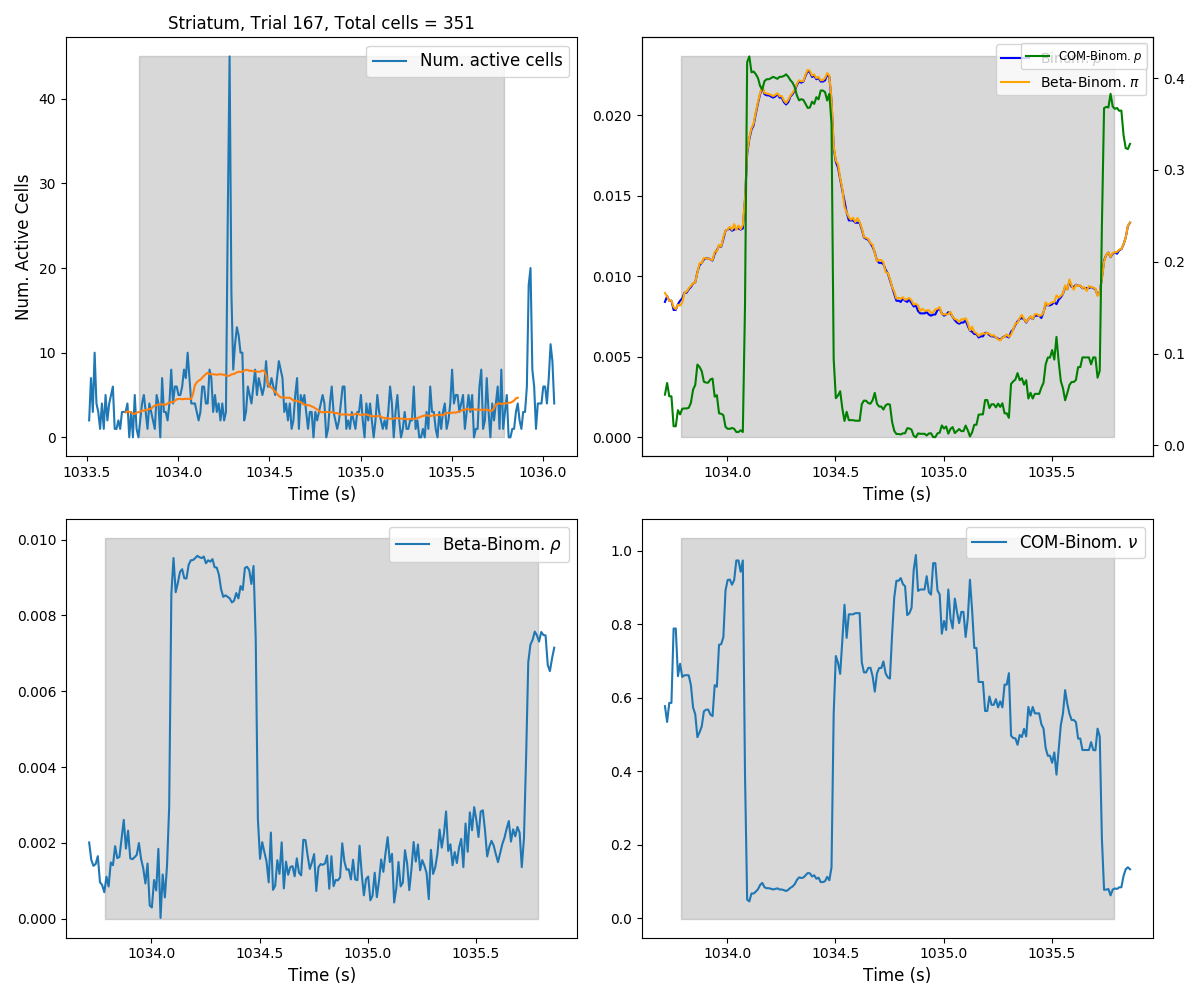 Striatum, Trial 167, Total cells = 351
Num. Active Cells
40
30
20
10
0
Num. active cells
1033.5 1034.0 1034.5 1035.0 1035.5 1036.0
Time (s)
0.020
0.015
0.010
0.005
0.000
COM-Binom. p
Beta-Binom. π
0.4
0.3
0.2
0.1
0.0
1034.0 1034.5 1035.0 1035.5
Time (s)
0.010
0.008
0.006
0.004
0.002
0.000
Beta-Binom. ρ
1034.0 1034.5 1035.0 1035.5
Time (s)
1.0
0.8
0.6
0.4
0.2
0.0
COM-Binom. ν
1034.0 1034.5 1035.0 1035.5
Time (s)